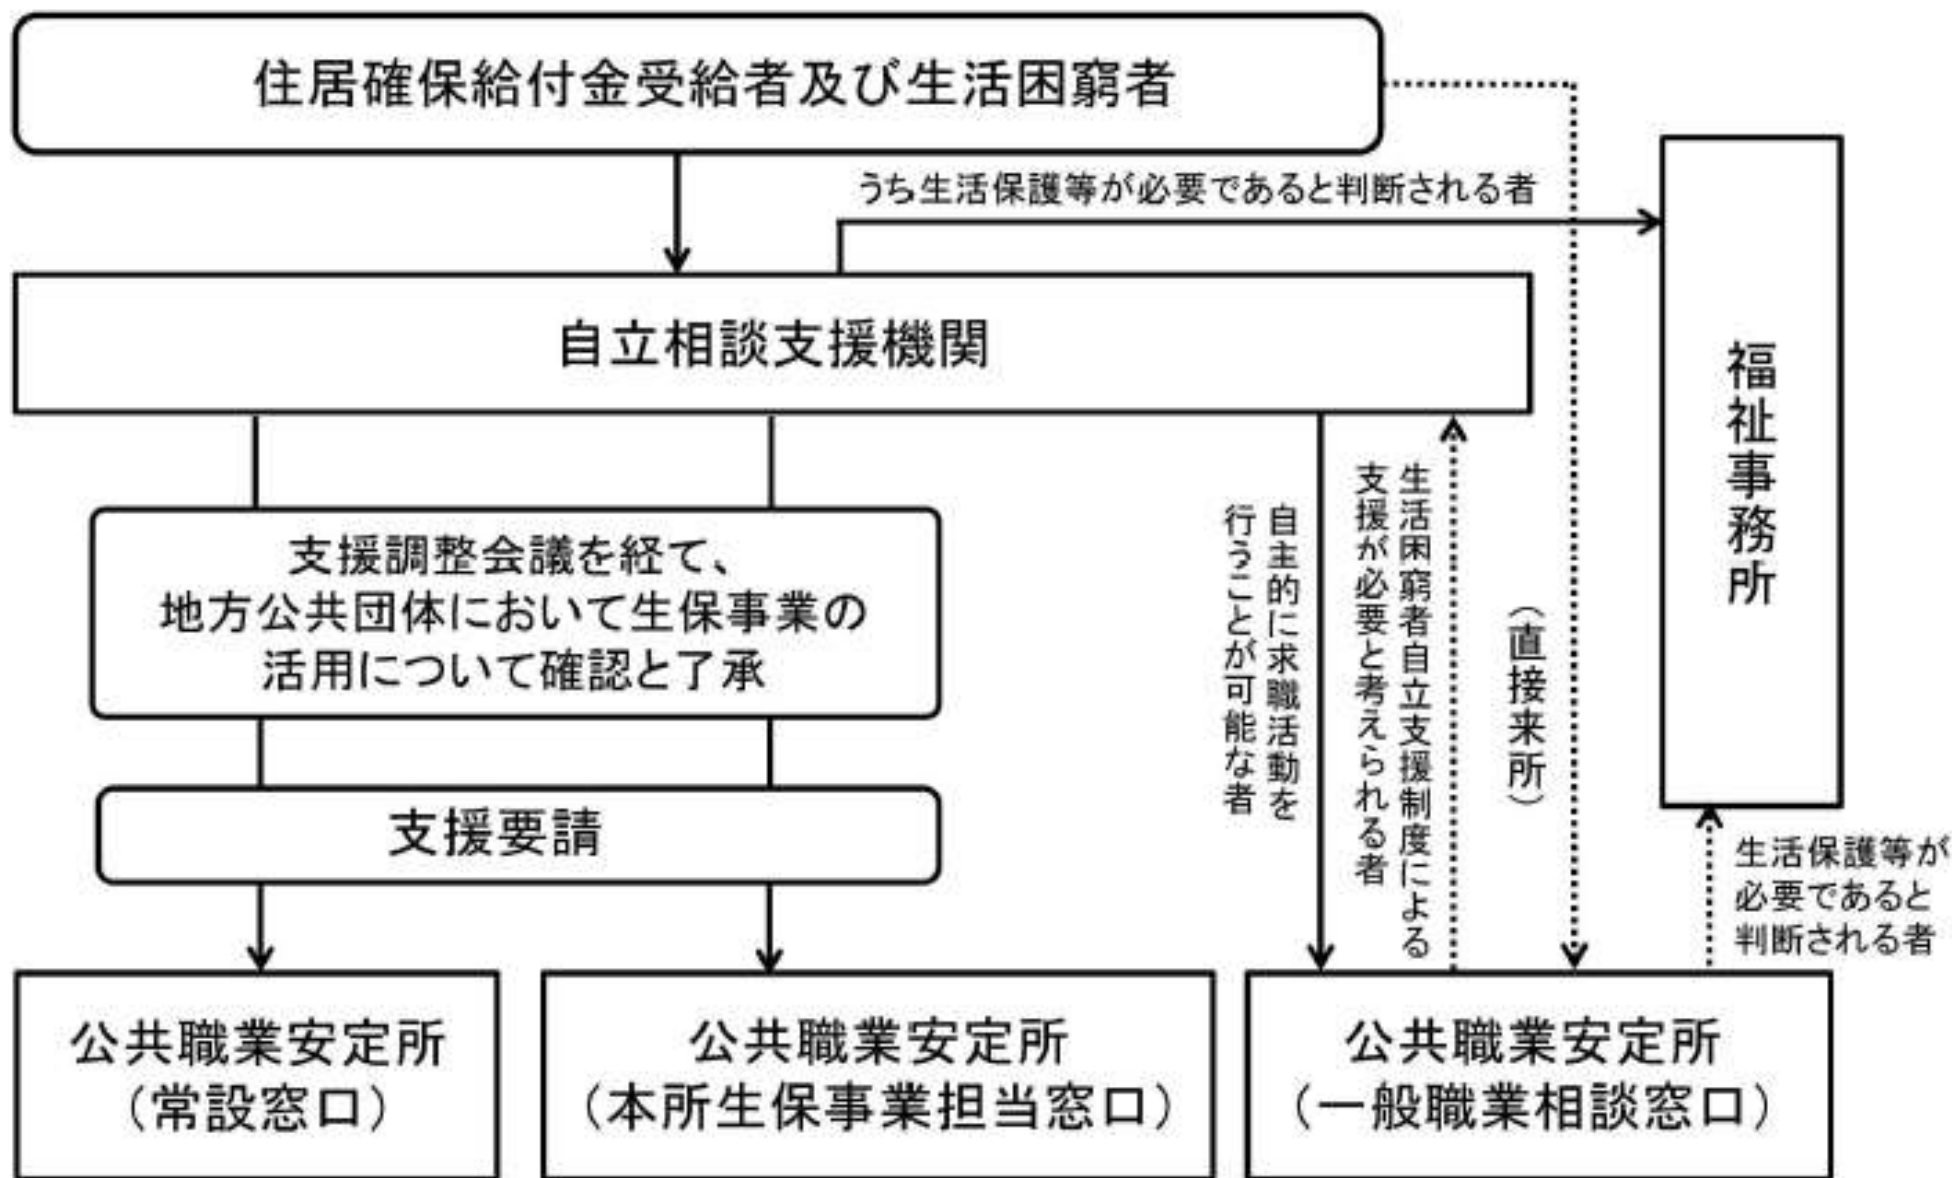 住居確保給付金受給者及び生活困窮者
うち生活保護等が必要であると判断される者
自立相談支援機関
福祉事務所
支援調整会議を経て、
地方公共団体において生保事業の
活用について確認と了承
自主的に求職活動を
行うことが可能な者
生活困窮者自立支援制度による
支援が必要と考えられる者
（直接来所）
支援要請
生活保護等が
必要であると
判断される者
公共職業安定所
（常設窓口）
公共職業安定所
（本所生保事業担当窓口）
公共職業安定所
（一般職業相談窓口）